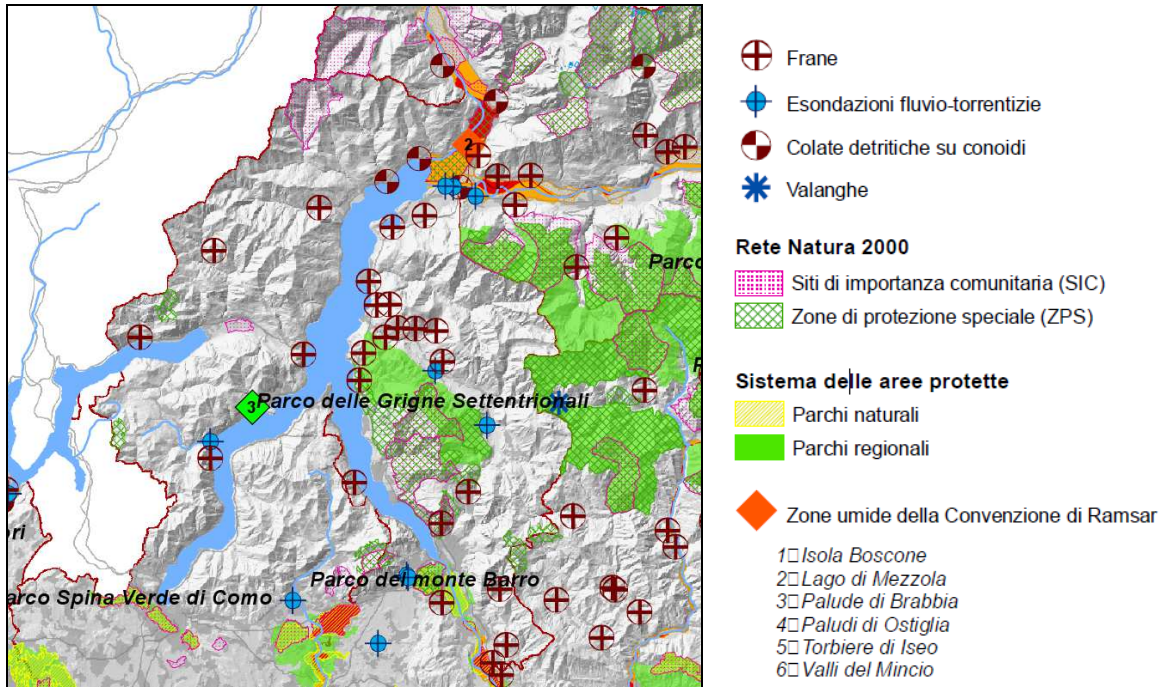 2
Parco
3
Parco delle Grigne Settentrionali
ori
Parco del monte Barro
arco Spina Verde di Como
Frane
Esondazioni fluvio-torrentizie
Colate detritiche su conoidi
Valanghe
Rete Natura 2000
Siti di importanza comunitaria (SIC)
Zone di protezione speciale (ZPS)
Sistema delle aree protette
Parchi naturali
Parchi regionali
Zone umide della Convenzione di Ramsar
1□Isola Boscone
2□Lago di Mezzola
3□Palude di Brabbia
4□Paludi di Ostiglia
5□Torbiere di Iseo
6□Valli del Mincio